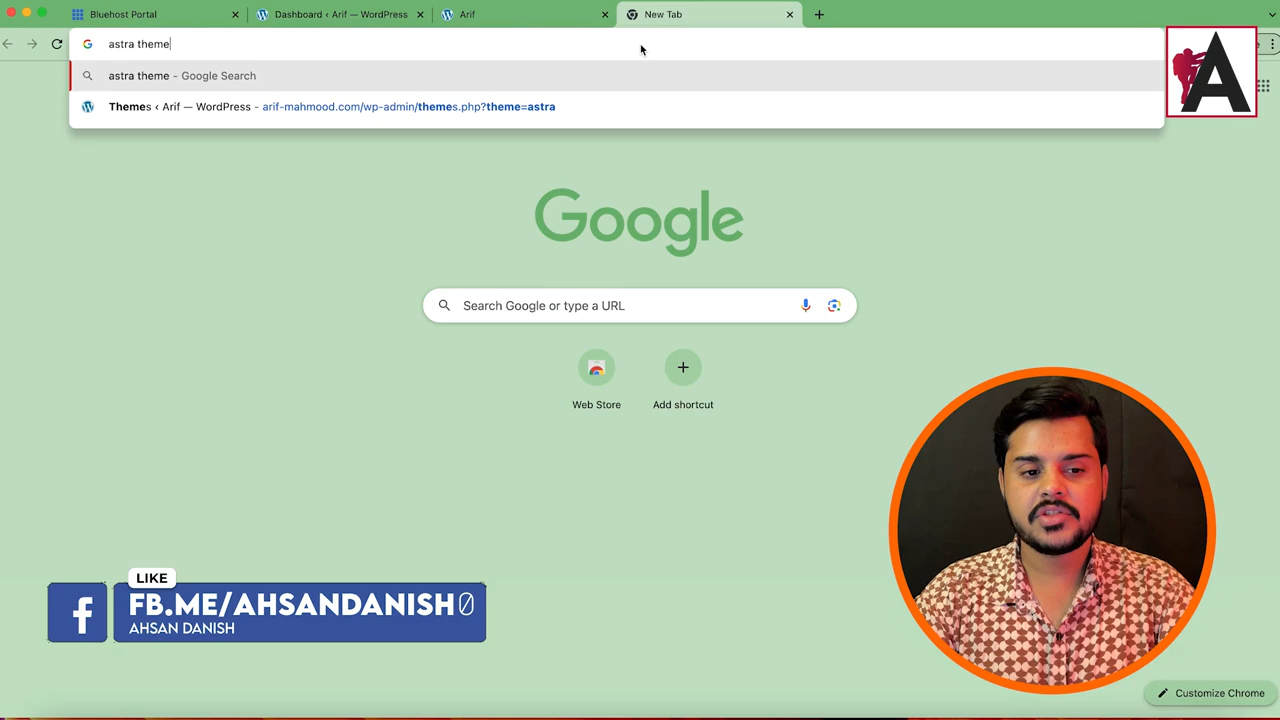 Bluehost Portal
Dashboard ‹ Arif — WordPress
Arif
New Tab
astra theme
astra theme - Google Search
Themes ‹ Arif — WordPress - arif-mahmood.com/wp-admin/themes.php?theme=astra
A
Google
Search Google or type a URL
Web Store
Add shortcut
LIKE
f
FB.ME/AHSANDANISH0
AHSAN DANISH
Customize Chrome